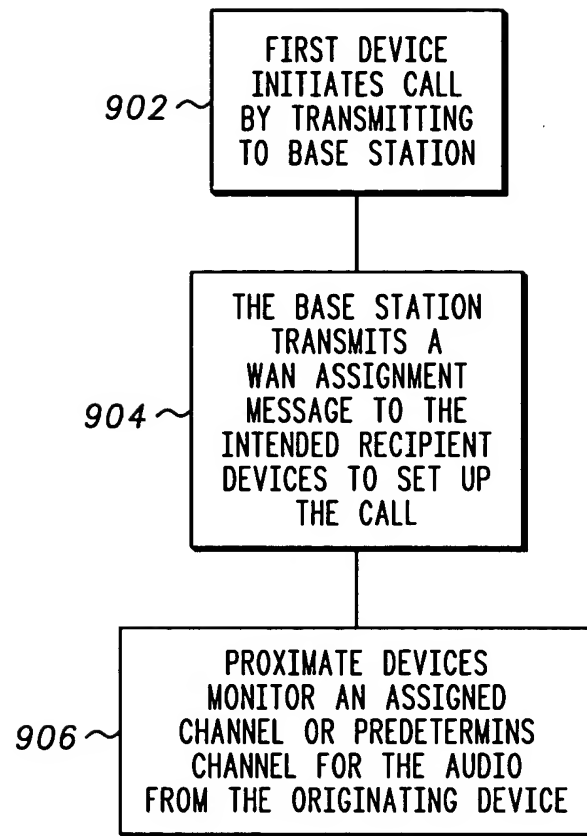 FIRST DEVICE
INITIATES CALL
BY TRANSMITTING
TO BASE STATION
902
THE BASE STATION
TRANSMITS A
WAN ASSIGNMENT
MESSAGE TO THE
INTENDED RECIPIENT
DEVICES TO SET UP
THE CALL
904
PROXIMATE DEVICES
MONITOR AN ASSIGNED
CHANNEL OR PREDETERMINS
CHANNEL FOR THE AUDIO
FROM THE ORIGINATING DEVICE
906